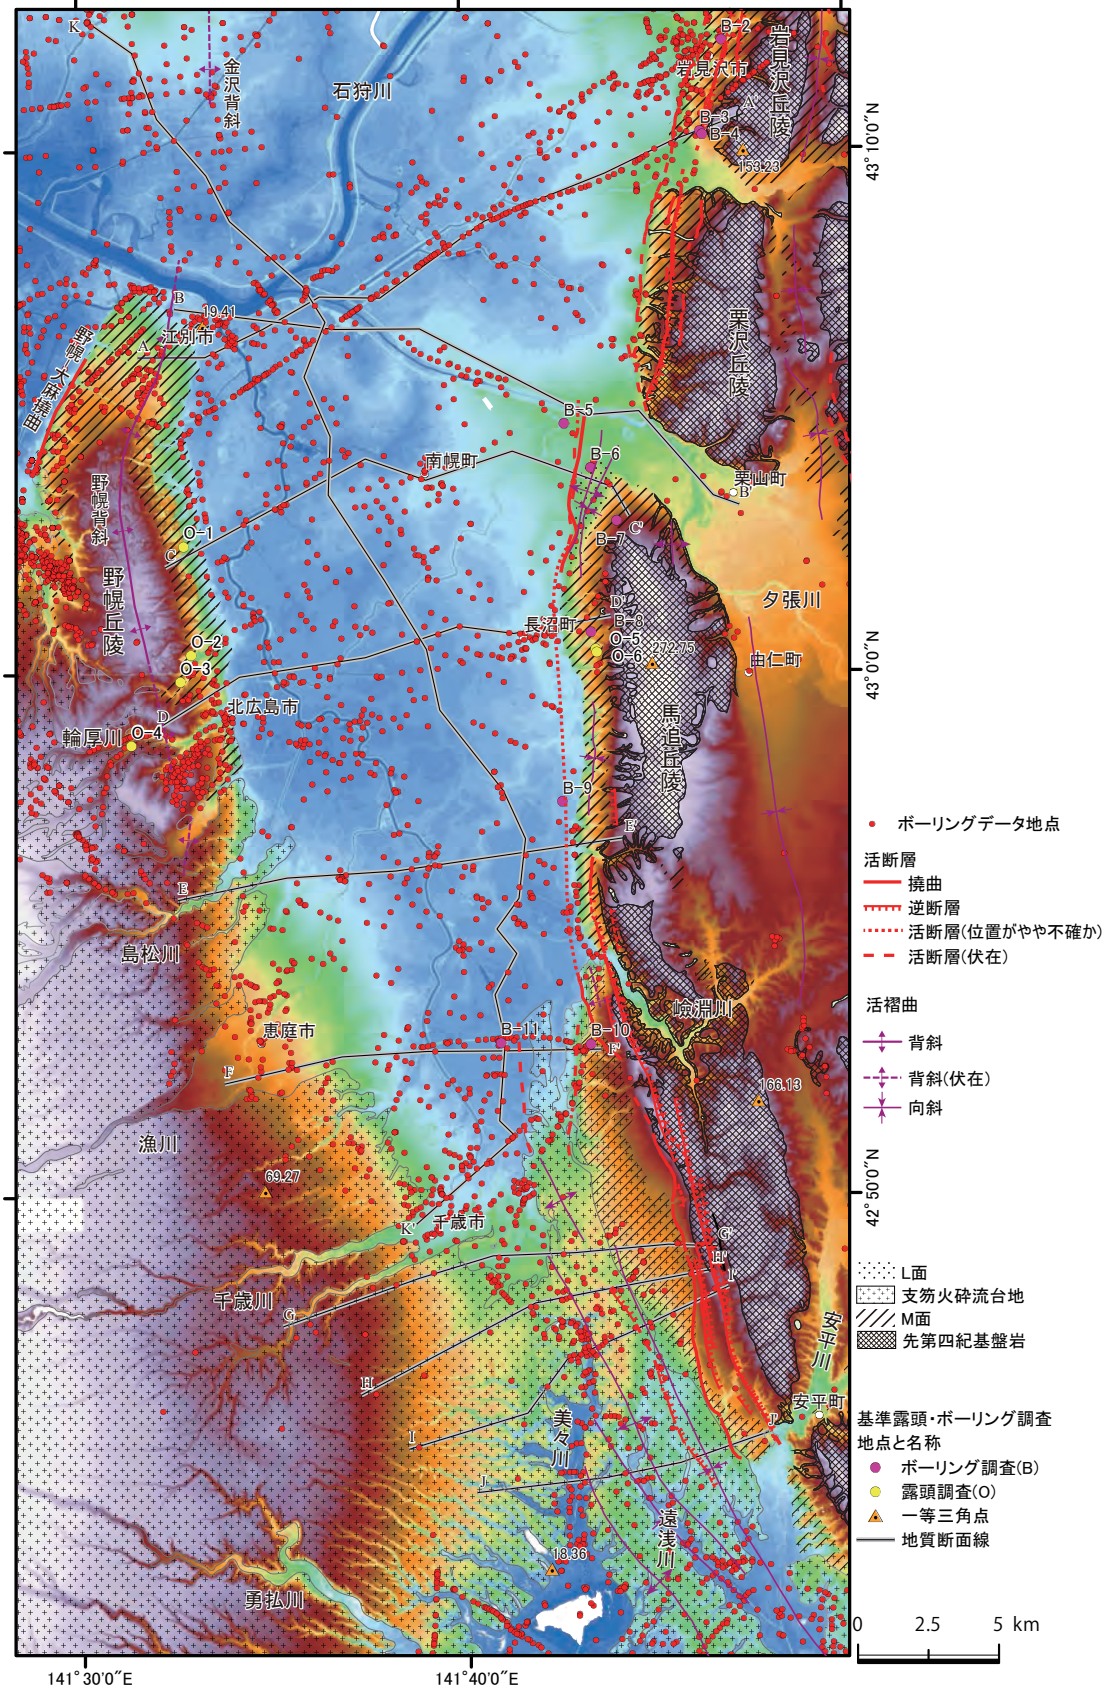 K
金沢背斜
石狩川
B-2
岩見沢市
岩見沢丘陵
A'
B-3
B-4
153.23
43°10'0"N
B
19.41
江別市
A
野幌-大麻撓曲
栗沢丘陵
B-5
南幌町
B-6
栗山町
B'
野幌背斜
O-1
C
C'
B-7
野幌丘陵
夕張川
D'
長沼町
B-8
O-5
O-6
272.75
O-2
O-3
由仁町
43°0'0"N
北広島市
D
輪厚川
O-4
馬追丘陵
B-9
E'
E
島松川
嶮淵川
恵庭市
B-11
B-10
F'
F
166.13
漁川
69.27
42°50'0"N
K'
千歳市
G'
H'
I'
千歳川
G
H
安平川
安平町
美々川
I
J'
J
遠浅川
18.36
勇払川
141°30'0"E
141°40'0"E
ボーリングデータ地点
活断層
撓曲
逆断層
活断層(位置がやや不確か)
活断層(伏在)
活褶曲
背斜
背斜(伏在)
向斜
L面
支笏火砕流台地
M面
先第四紀基盤岩
基準露頭・ボーリング調査
地点と名称
ボーリング調査(B)
露頭調査(O)
一等三角点
地質断面線
0 2.5 5 km